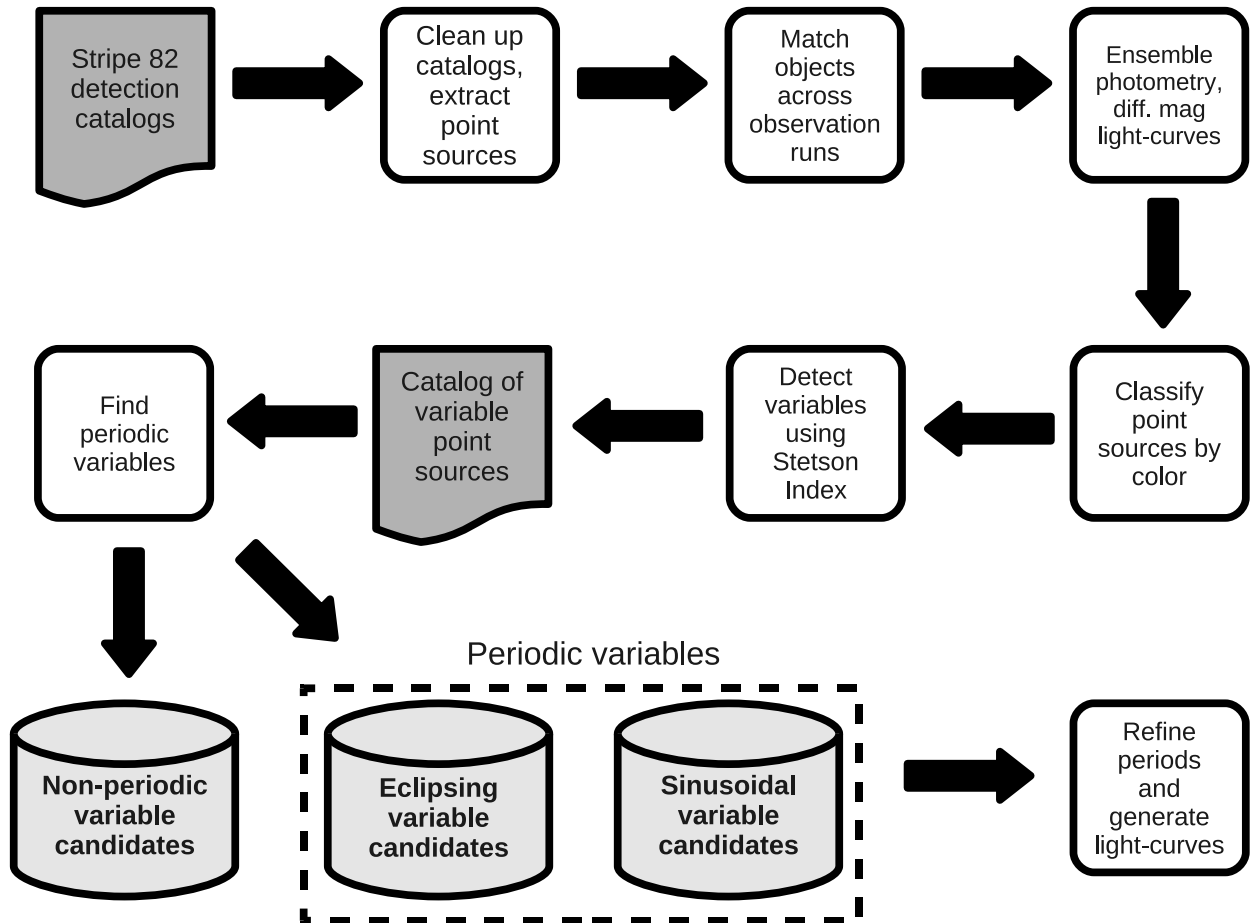 Stripe 82
detection
catalogs
Clean up
catalogs,
extract
point
sources
Match
objects
across
observation
runs
Ensemble
photometry,
diff. mag
light-curves
Find
periodic
variables
Catalog of
variable
point
sources
Detect
variables
using
Stetson
Index
Classify
point
sources by
color
Periodic variables
Non-periodic
variable
candidates
Eclipsing
variable
candidates
Sinusoidal
variable
candidates
Refine
periods
and
generate
light-curves